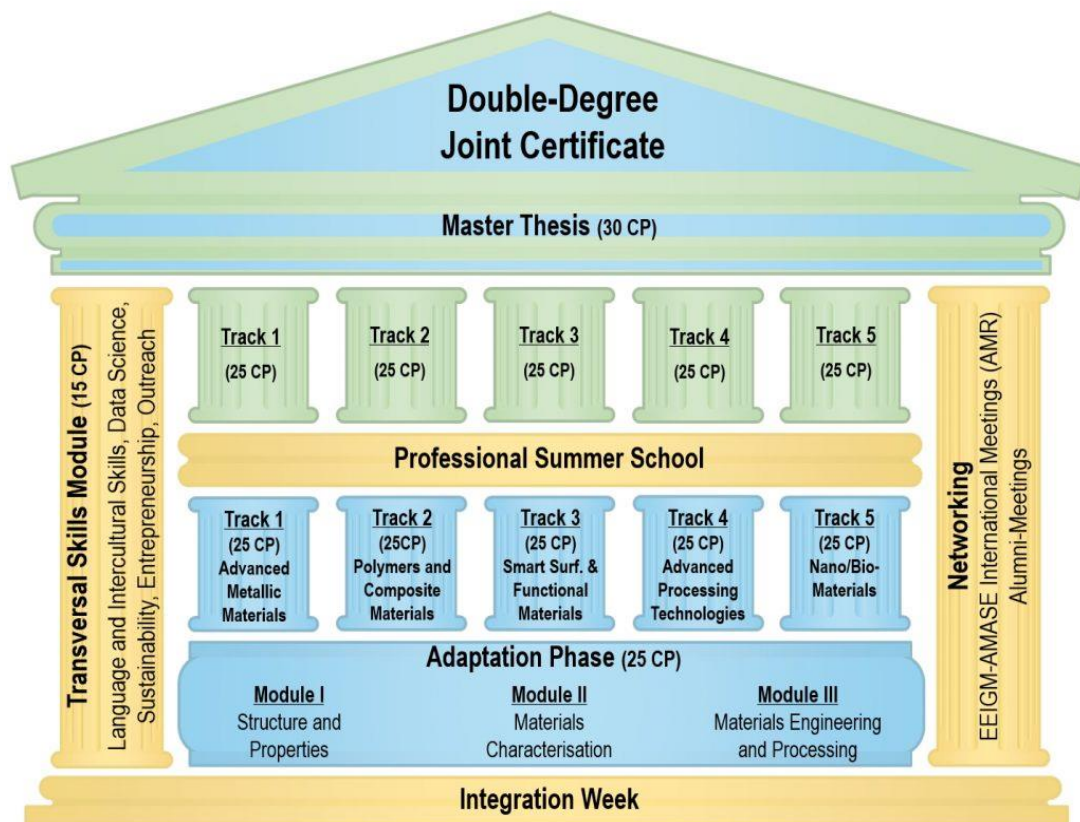 Double-Degree
Joint Certificate
Master Thesis (30 CP)
Transversal Skills Module (15 CP)
Language and Intercultural Skills, Data Science,
Sustainability, Entrepreneurship, Outreach
Track 1
(25 CP)
Track 2
(25 CP)
Track 3
(25 CP)
Track 4
(25 CP)
Track 5
(25 CP)
Professional Summer School
Track 1
(25 CP)
Advanced
Metallic
Materials
Track 2
(25CP)
Polymers and
Composite
Materials
Track 3
(25 CP)
Smart Surf. &
Functional
Materials
Track 4
(25 CP)
Advanced
Processing
Technologies
Track 5
(25 CP)
Nano/Bio-
Materials
Adaptation Phase (25 CP)
Module I
Structure and
Properties
Module II
Materials
Characterisation
Module III
Materials Engineering
and Processing
Networking
EEIGM-AMASE International Meetings (AMR)
Alumni-Meetings
Integration Week